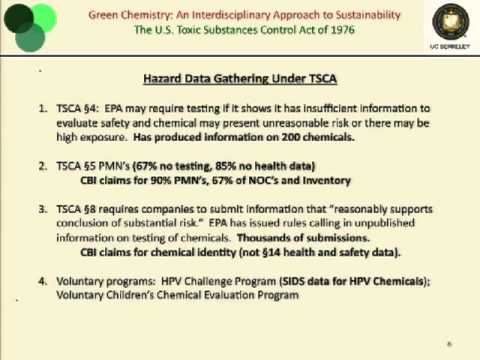 Green Chemistry: An Interdisciplinary Approach to Sustainability
The U.S. Toxic Substances Control Act of 1976
UC BERKELEY
Hazard Data Gathering Under TSCA
1. TSCA §4: EPA may require testing if it shows it has insufficient information to
evaluate safety and chemical may present unreasonable risk or there may be
high exposure. Has produced information on 200 chemicals.
2. TSCA §5 PMN's (67% no testing, 85% no health data)
CBI claims for 90% PMN's, 67% of NOC's and Inventory
3. TSCA §8 requires companies to submit information that "reasonably supports
conclusion of substantial risk." EPA has issued rules calling in unpublished
information on testing of chemicals. Thousands of submissions.
CBI claims for chemical identity (not §14 health and safety data).
4. Voluntary programs: HPV Challenge Program (SIDS data for HPV Chemicals);
Voluntary Children's Chemical Evaluation Program